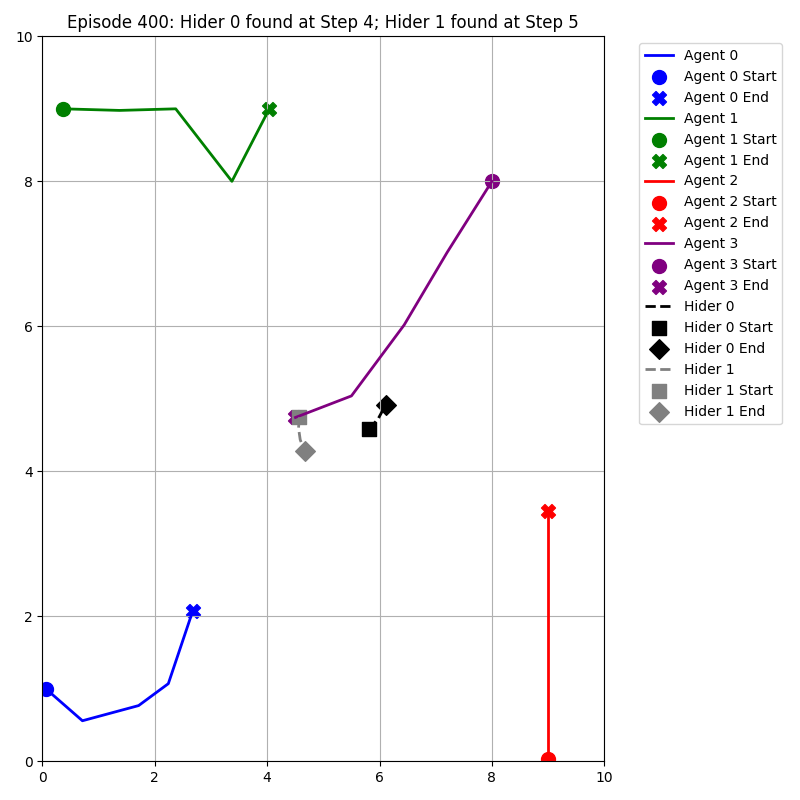 Episode 400: Hider 0 found at Step 4; Hider 1 found at Step 5
10
8
6
4
2
0
0 2 4 6 8 10
Agent 0
Agent 0 Start
Agent 0 End
Agent 1
Agent 1 Start
Agent 1 End
Agent 2
Agent 2 Start
Agent 2 End
Agent 3
Agent 3 Start
Agent 3 End
Hider 0
Hider 0 Start
Hider 0 End
Hider 1
Hider 1 Start
Hider 1 End